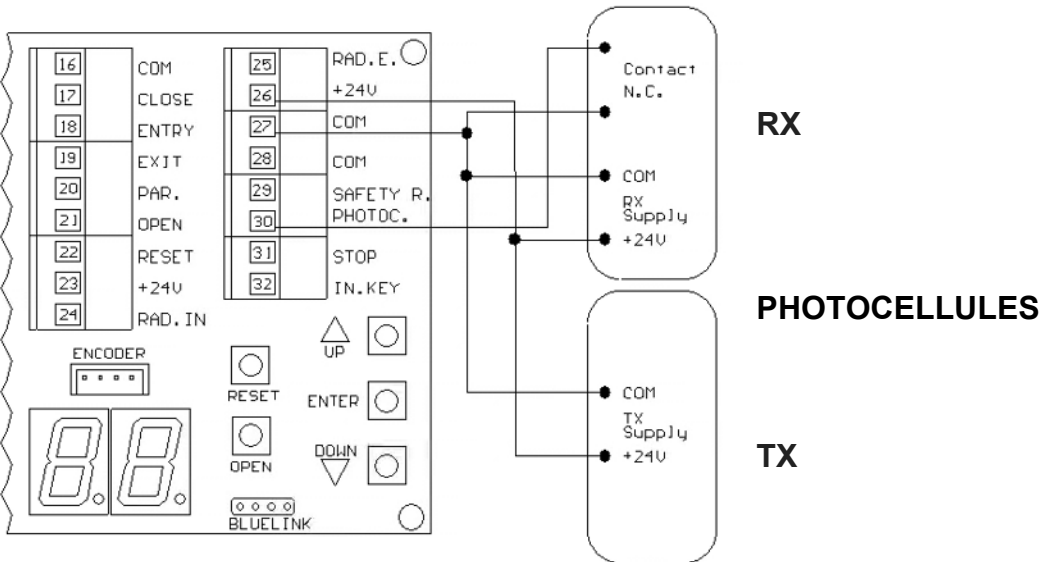 16 COM
17 CLOSE
18 ENTRY
19 EXIT
20 PAR.
21 OPEN
22 RESET
23 +24V
24 RAD.IN
25 RAD.E.
26 +24V
27 COM
28 COM
29 SAFETY R.
30 PHOTOC.
31 STOP
32 IN.KEY
ENCODER
88
RESET
OPEN
UP
ENTER
DOWN
BLUELINK
Contact
N.C.
COM
RX
Supply
+24V
RX
PHOTOCELLULES
COM
TX
Supply
+24V
TX